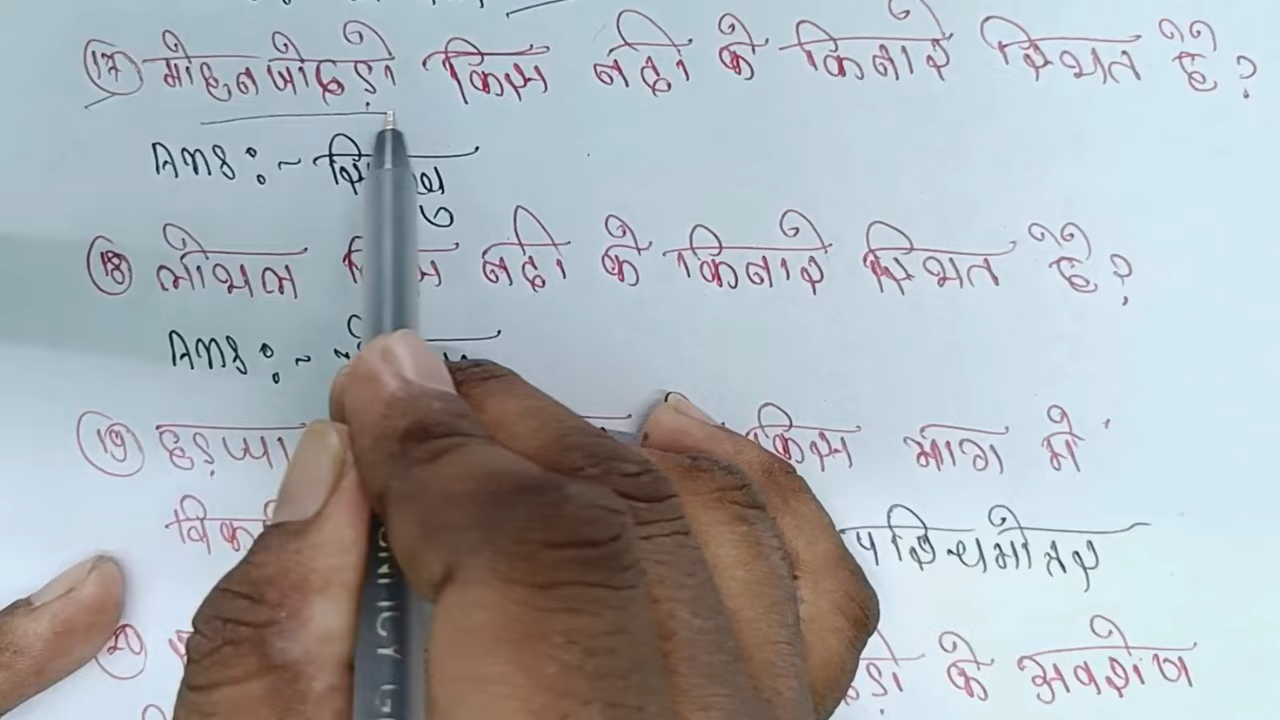 (17) मोहनजोदड़ो किस नदी के किनारे स्थित है?
Ans:-
(18) लोथल नदी के किनारे स्थित है?
Ans:-
(19) हड़प्पा किस भाग में
पश्चिमोत्तर
(20) के अवशेष